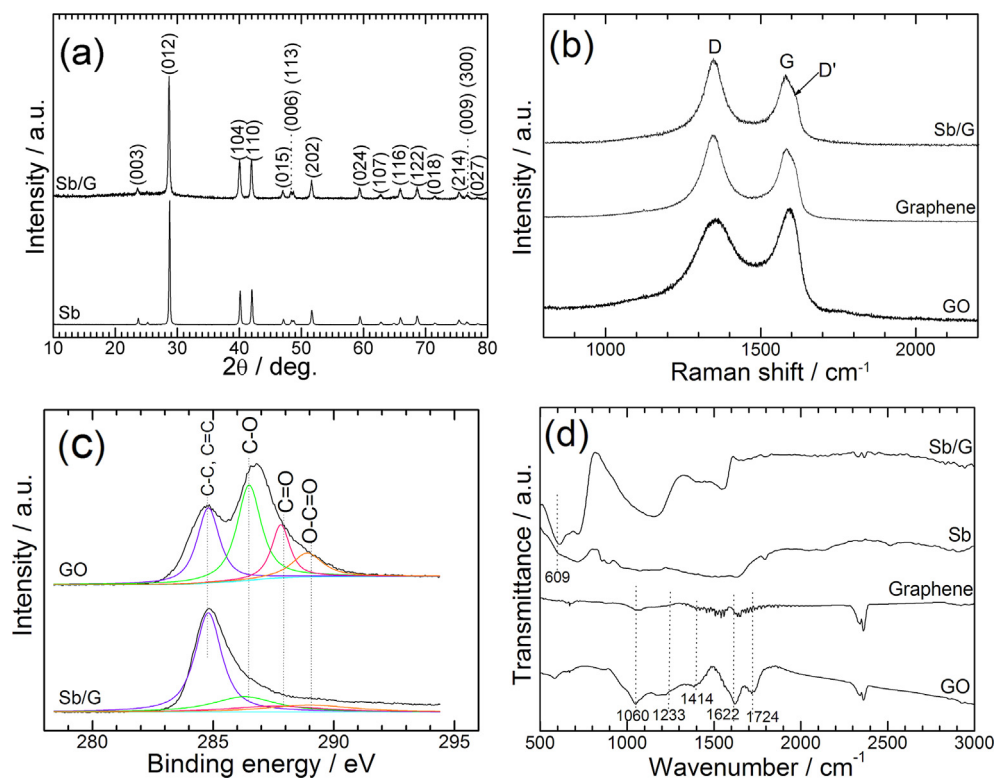 (a)
(012)
(003)
(104)
(110)
(015)
(006) (113)
(202)
(024)
(107)
(116)
(122)
(018)
(214)
(009) (300)
(027)
Sb/G
Sb
Intensity / a.u.
10 20 30 40 50 60 70 80
2θ / deg.
(b)
D
G
D'
Sb/G
Graphene
GO
Intensity / a.u.
1000 1500 2000
Raman shift / cm-1
(c)
C-C, C=C
C-O
C=O
O-C=O
GO
Sb/G
Intensity / a.u.
280 285 290 295
Binding energy / eV
(d)
Sb/G
Sb
609
Graphene
GO
1060 1233 1414 1622 1724
Transmittance / a.u.
500 1000 1500 2000 2500 3000
Wavenumber / cm-1